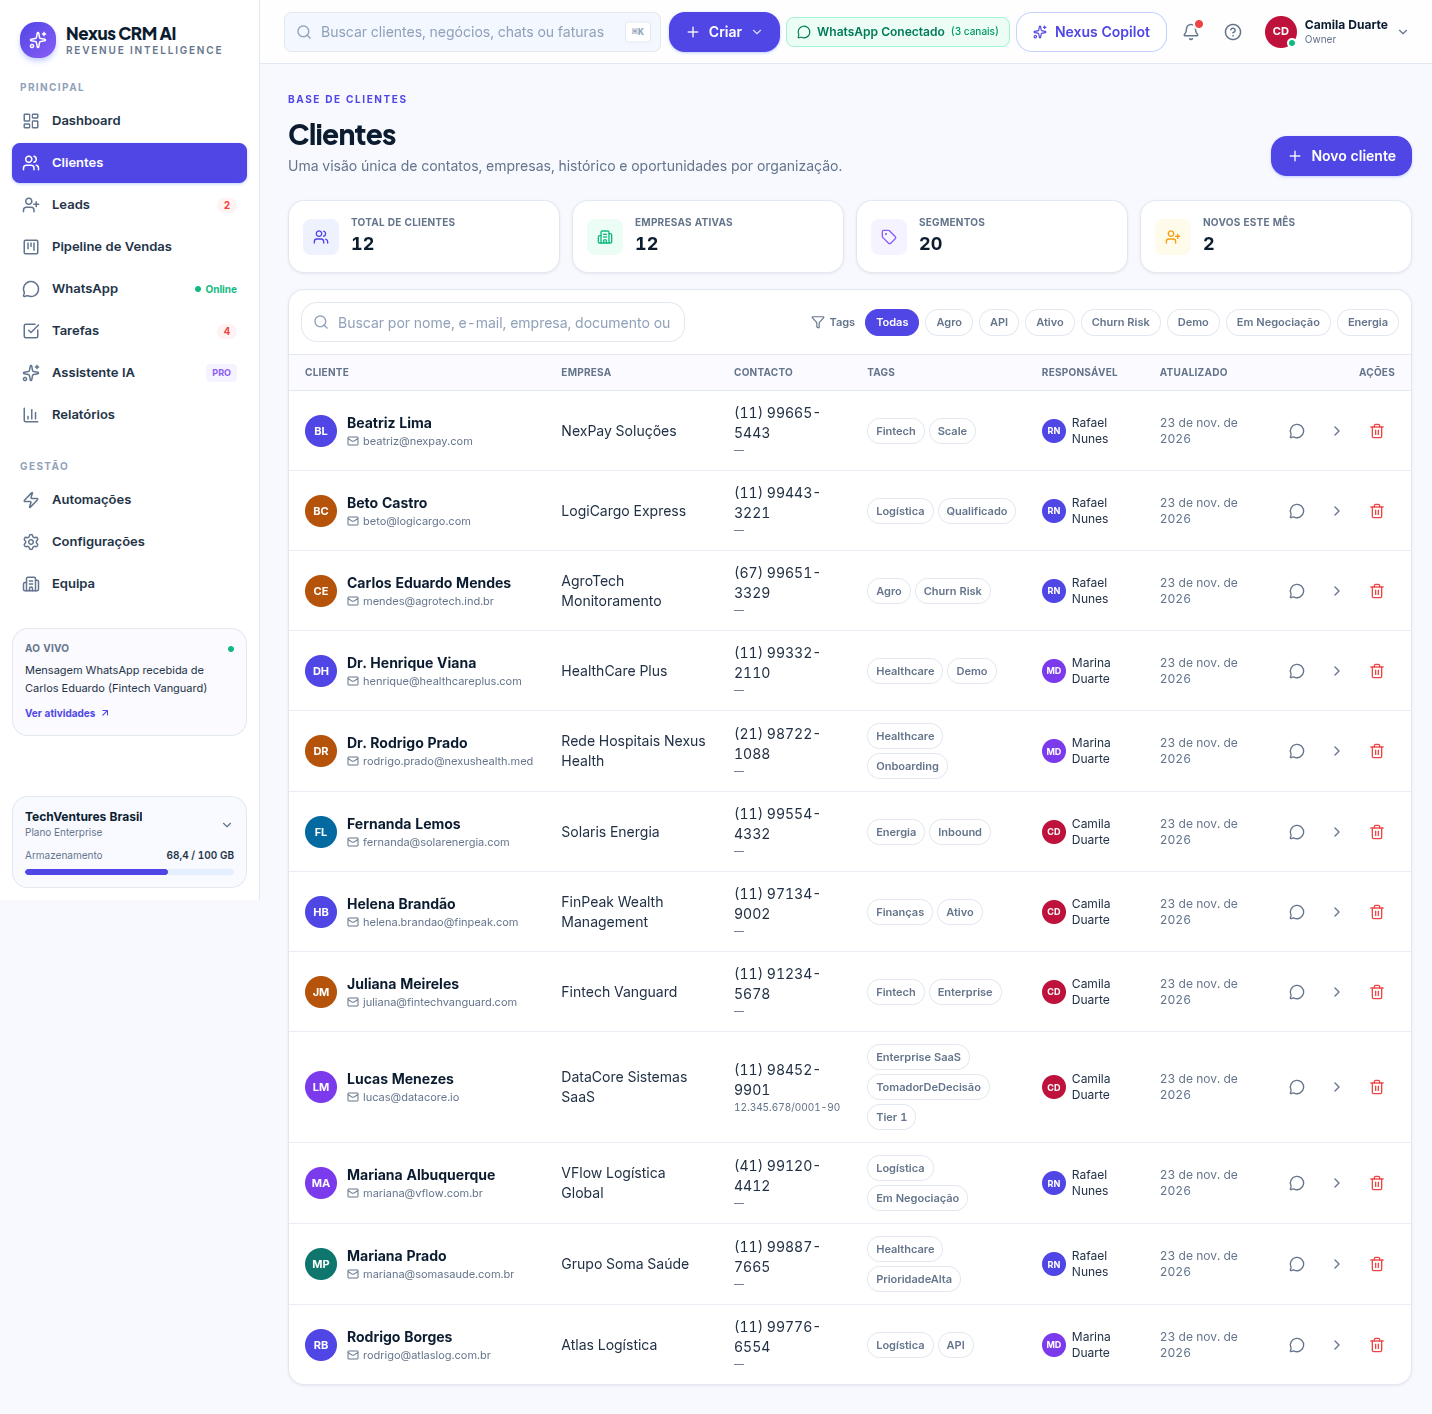 Nexus CRM AI
REVENUE INTELLIGENCE
Buscar clientes, negócios, chats ou faturas ⌘K
Criar
WhatsApp Conectado (3 canais)
Nexus Copilot
CD
Camila Duarte
Owner
PRINCIPAL
Dashboard
Clientes
Leads 2
Pipeline de Vendas
WhatsApp Online
Tarefas 4
Assistente IA PRO
Relatórios
GESTÃO
Automações
Configurações
Equipa
AO VIVO
Mensagem WhatsApp recebida de
Carlos Eduardo (Fintech Vanguard)
Ver atividades
TechVentures Brasil
Plano Enterprise
Armazenamento 68,4 / 100 GB
BASE DE CLIENTES
Clientes
Uma visão única de contatos, empresas, histórico e oportunidades por organização.
Novo cliente
TOTAL DE CLIENTES
12
EMPRESAS ATIVAS
12
SEGMENTOS
20
NOVOS ESTE MÊS
2
Buscar por nome, e-mail, empresa, documento ou
Tags Todas Agro API Ativo Churn Risk Demo Em Negociação Energia
CLIENTE EMPRESA CONTACTO TAGS RESPONSÁVEL ATUALIZADO AÇÕES
BL
Beatriz Lima
beatriz@nexpay.com
NexPay Soluções
(11) 99665-
5443
—
Fintech Scale
RN
Rafael
Nunes
23 de nov. de
2026
BC
Beto Castro
beto@logicargo.com
LogiCargo Express
(11) 99443-
3221
—
Logística Qualificado
RN
Rafael
Nunes
23 de nov. de
2026
CE
Carlos Eduardo Mendes
mendes@agrotech.ind.br
AgroTech
Monitoramento
(67) 99651-
3329
—
Agro Churn Risk
RN
Rafael
Nunes
23 de nov. de
2026
DH
Dr. Henrique Viana
henrique@healthcareplus.com
HealthCare Plus
(11) 99332-
2110
—
Healthcare Demo
MD
Marina
Duarte
23 de nov. de
2026
DR
Dr. Rodrigo Prado
rodrigo.prado@nexushealth.med
Rede Hospitais Nexus
Health
(21) 98722-
1088
—
Healthcare
Onboarding
MD
Marina
Duarte
23 de nov. de
2026
FL
Fernanda Lemos
fernanda@solarenergia.com
Solaris Energia
(11) 99554-
4332
—
Energia Inbound
CD
Camila
Duarte
23 de nov. de
2026
HB
Helena Brandão
helena.brandao@finpeak.com
FinPeak Wealth
Management
(11) 97134-
9002
—
Finanças Ativo
CD
Camila
Duarte
23 de nov. de
2026
JM
Juliana Meireles
juliana@fintechvanguard.com
Fintech Vanguard
(11) 91234-
5678
—
Fintech Enterprise
CD
Camila
Duarte
23 de nov. de
2026
LM
Lucas Menezes
lucas@datacore.io
DataCore Sistemas
SaaS
(11) 98452-
9901
12.345.678/0001-90
Enterprise SaaS
TomadorDeDecisão
Tier 1
CD
Camila
Duarte
23 de nov. de
2026
MA
Mariana Albuquerque
mariana@vflow.com.br
VFlow Logística
Global
(41) 99120-
4412
—
Logística
Em Negociação
RN
Rafael
Nunes
23 de nov. de
2026
MP
Mariana Prado
mariana@somasaude.com.br
Grupo Soma Saúde
(11) 99887-
7665
—
Healthcare
PrioridadeAlta
RN
Rafael
Nunes
23 de nov. de
2026
RB
Rodrigo Borges
rodrigo@atlaslog.com.br
Atlas Logística
(11) 99776-
6554
—
Logística API
MD
Marina
Duarte
23 de nov. de
2026